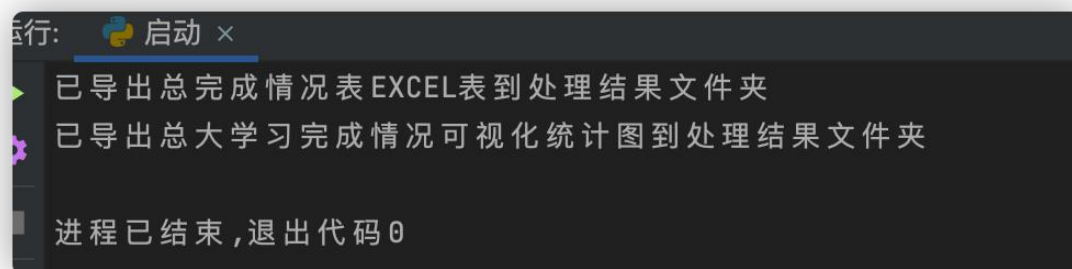 运行: 启动 ×
已导出总完成情况表EXCEL表到处理结果文件夹
已导出总大学习完成情况可视化统计图到处理结果文件夹
进程已结束,退出代码0